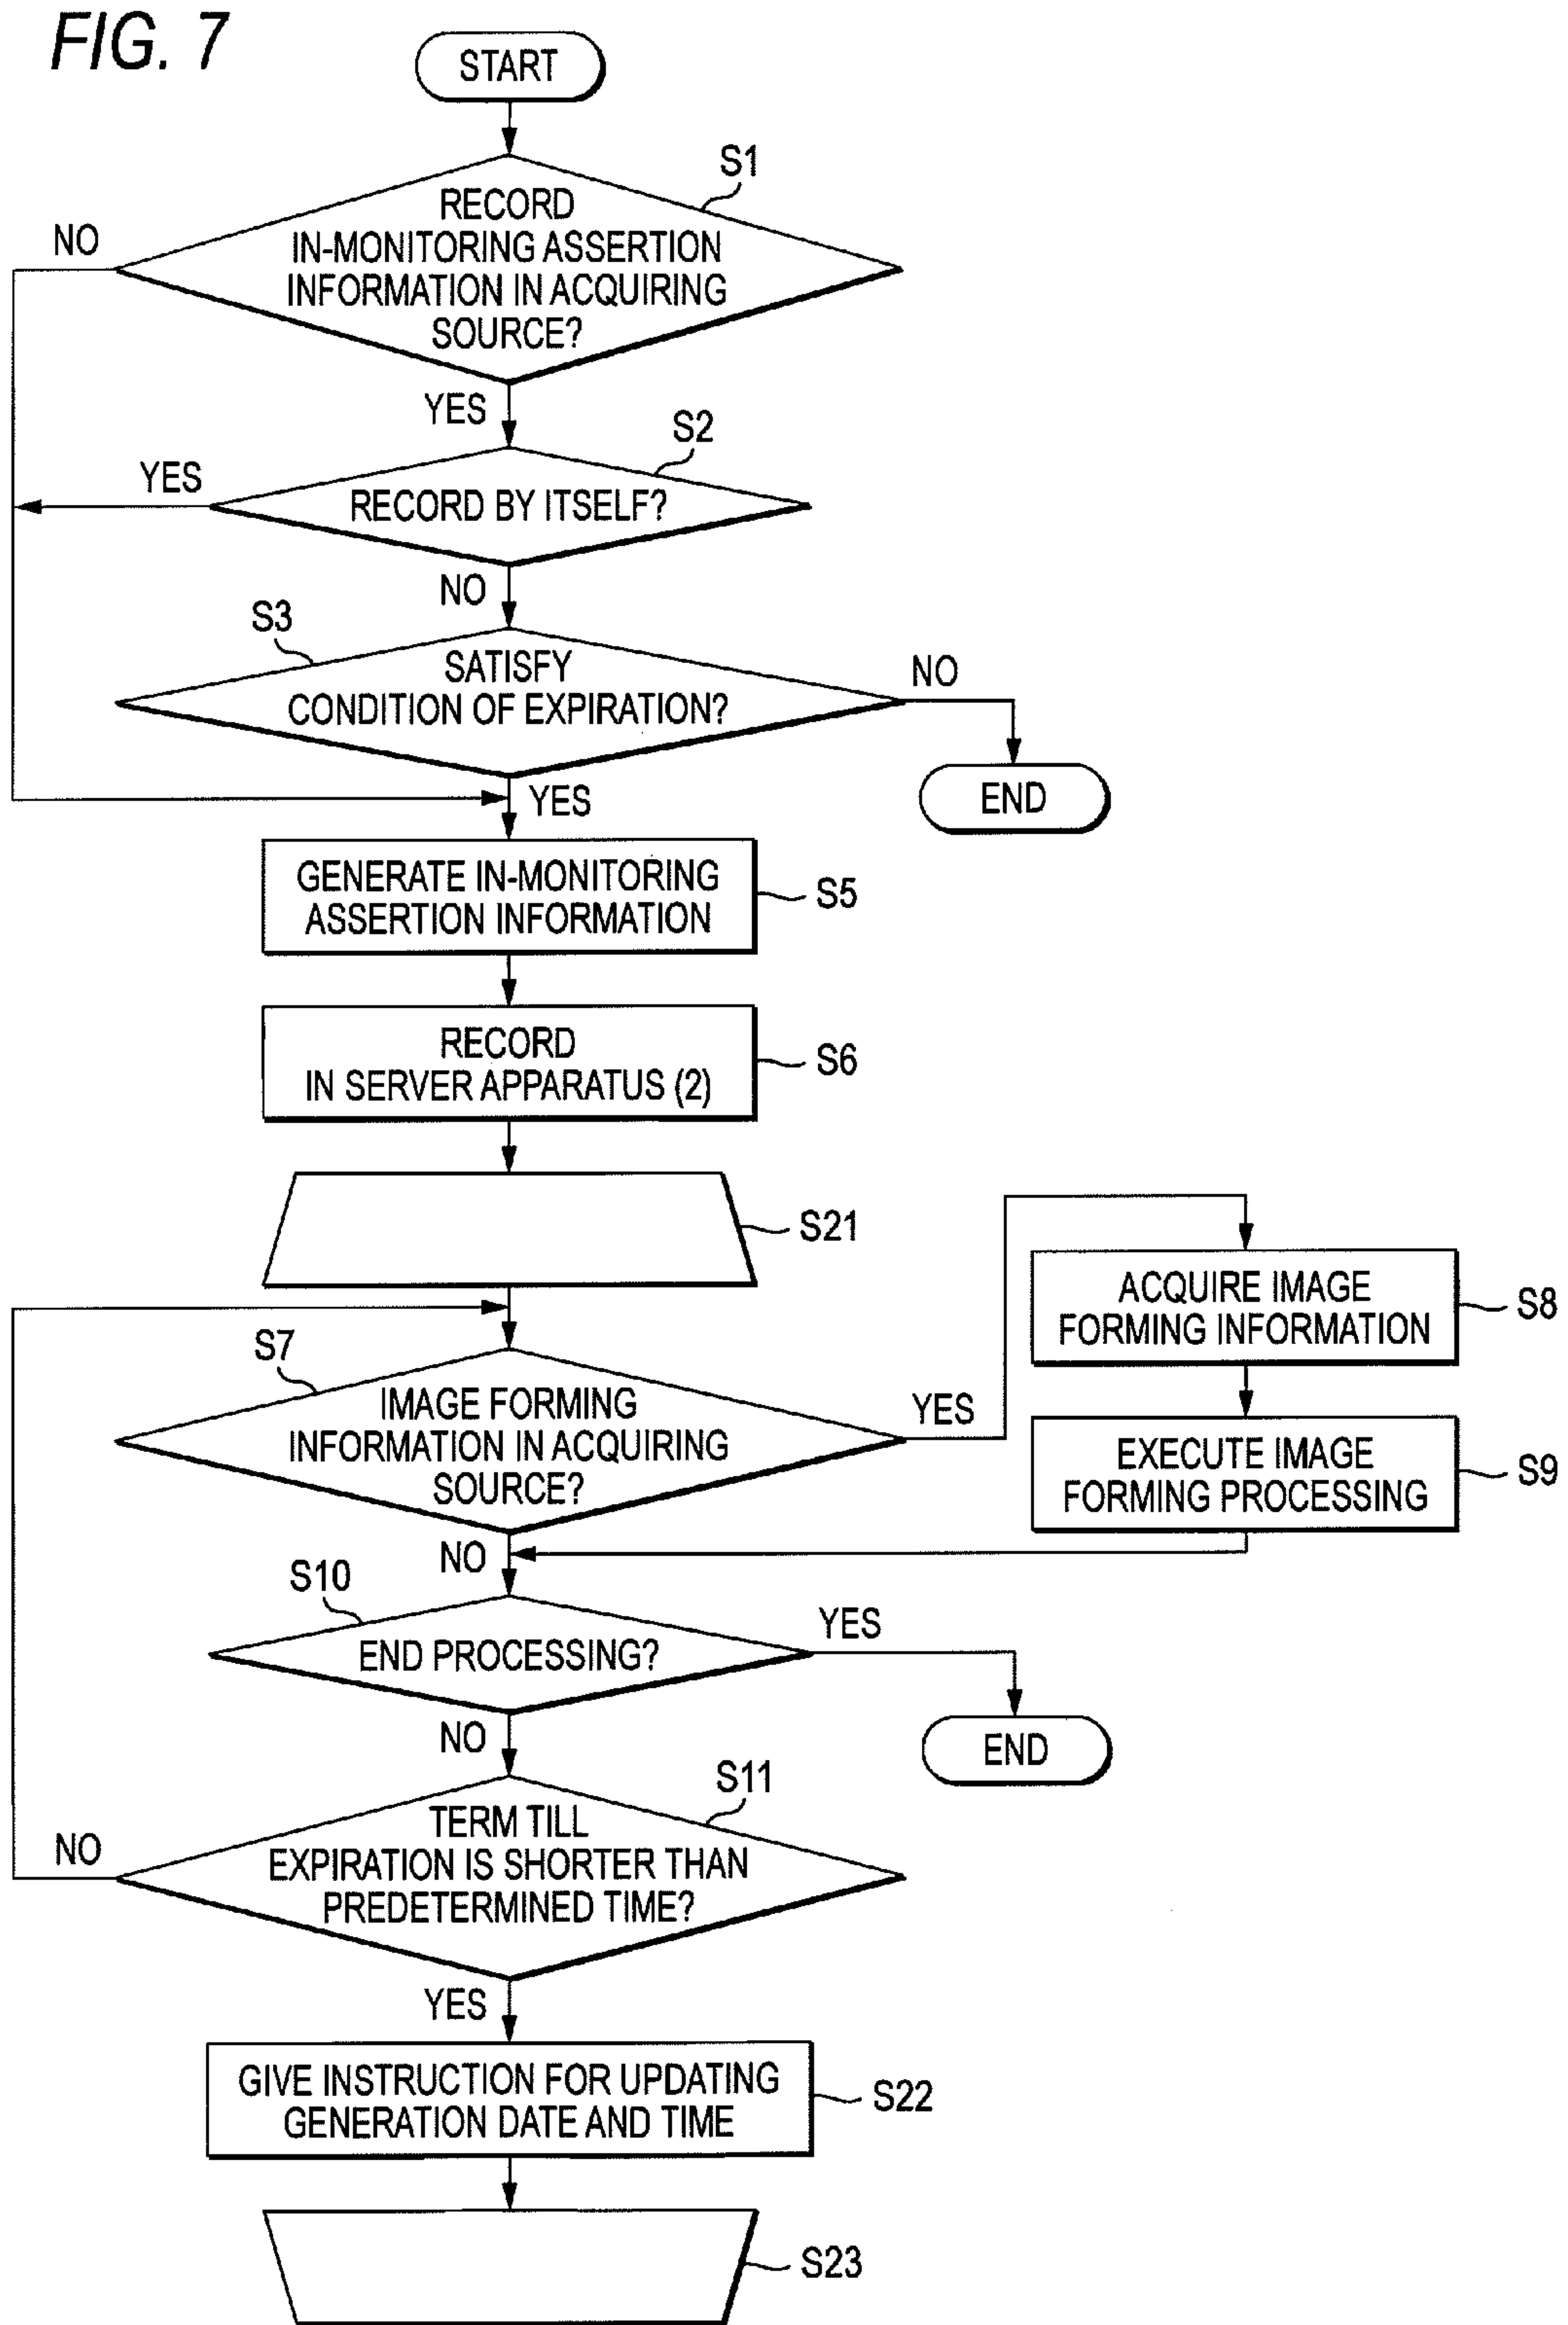 FIG. 7
START
S1
RECORD
IN-MONITORING ASSERTION
INFORMATION IN ACQUIRING
SOURCE?
NO
YES
S2
YES
RECORD BY ITSELF?
NO
S3
SATISFY
CONDITION OF EXPIRATION?
NO
END
YES
GENERATE IN-MONITORING
ASSERTION INFORMATION
S5
RECORD
IN SERVER APPARATUS (2)
S6
S21
S7
IMAGE FORMING
INFORMATION IN ACQUIRING
SOURCE?
YES
ACQUIRE IMAGE
FORMING INFORMATION
S8
EXECUTE IMAGE
FORMING PROCESSING
S9
NO
S10
END PROCESSING?
YES
END
NO
S11
TERM TILL
EXPIRATION IS SHORTER THAN
PREDETERMINED TIME?
NO
YES
GIVE INSTRUCTION FOR UPDATING
GENERATION DATE AND TIME
S22
S23